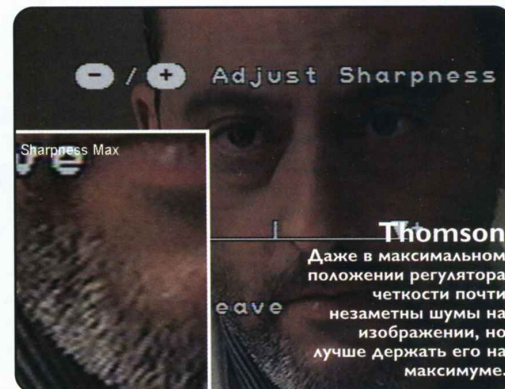 - / + Adjust Sharpness
Sharpness Max
ve
Thomson
Даже в максимальном
положении регулятора
четкости почти
незаметны шумы на
изображении, но
лучше держать его на
максимуме.
eave